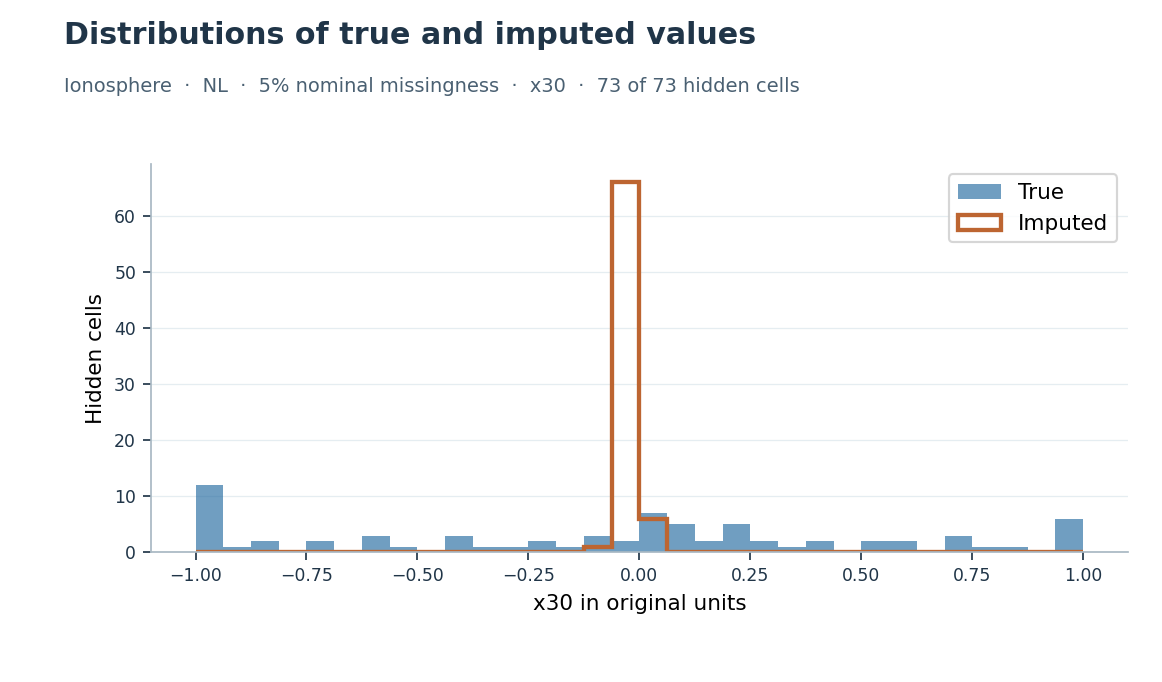 Distributions of true and imputed values
Ionosphere · NL · 5% nominal missingness · x30 · 73 of 73 hidden cells
True
Imputed
Hidden cells
60
50
40
30
20
10
0
−1.00 −0.75 −0.50 −0.25 0.00 0.25 0.50 0.75 1.00
x30 in original units